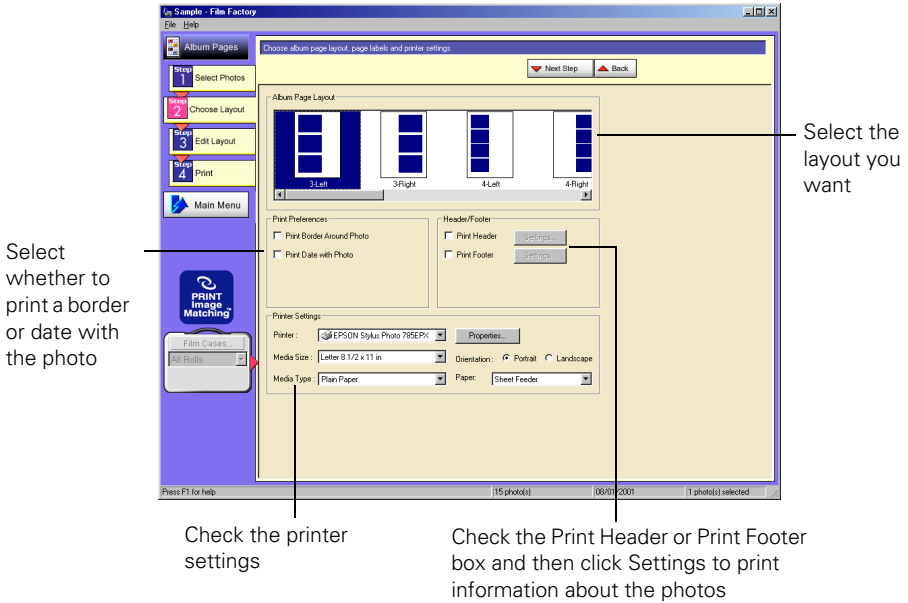 Sample - Film Factory
File Help
Album Pages
Choose album page layout, page labels and printer settings.
Next Step
Back
Step 1 Select Photos
Step 2 Choose Layout
Step 3 Edit Layout
Step 4 Print
Main Menu
Album Page Layout
3-Left
3-Right
4-Left
4-Right
Select the
layout you
want
Print Preferences
Print Border Around Photo
Print Date with Photo
Header/Footer
Print Header
Settings...
Print Footer
Settings...
Select
whether to
print a border
or date with
the photo
PRINT
Image
Matching
Film Cases...
All Rolls
Printer Settings
Printer :
EPSON Stylus Photo 785EPX
Properties...
Media Size :
Letter 8 1/2 x 11 in
Orientation :
Portrait
Landscape
Media Type :
Plain Paper
Paper:
Sheet Feeder
Press F1 for help
15 photo(s)
08/01/2001
1 photo(s) selected
Check the printer
settings
Check the Print Header or Print Footer
box and then click Settings to print
information about the photos